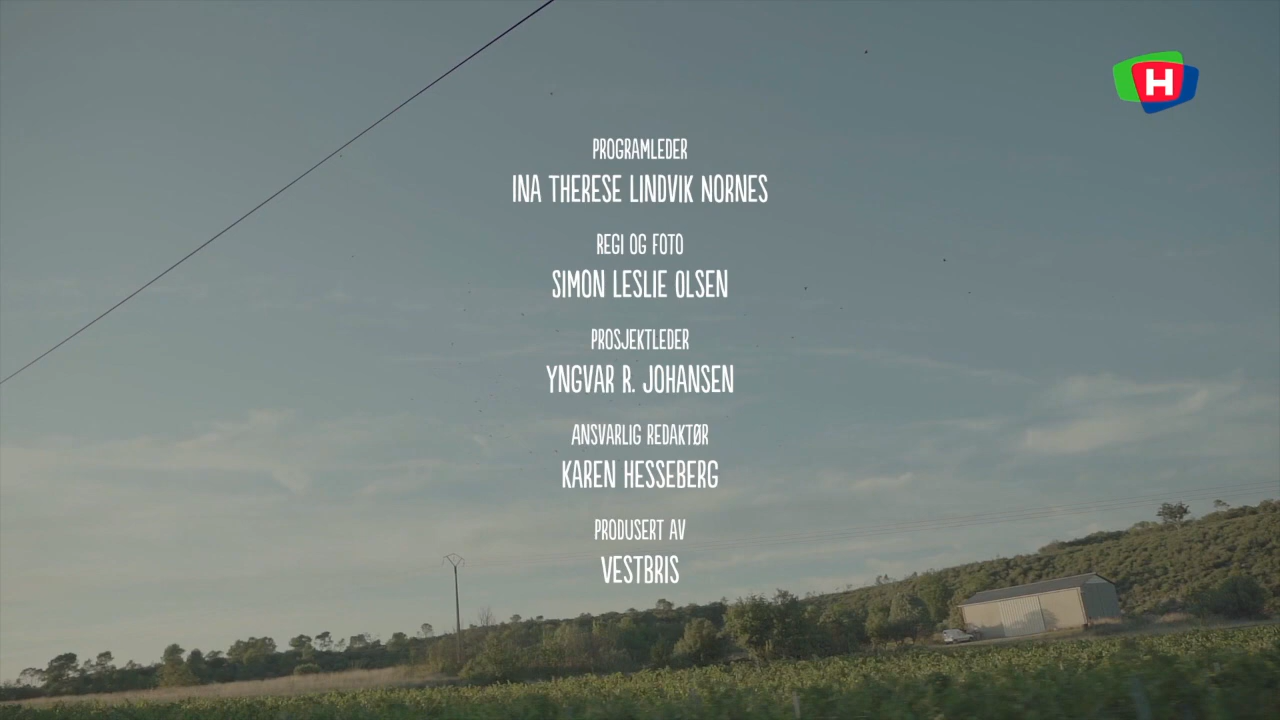 H
PROGRAMLEDER
INA THERESE LINDVIK NORNES
REGI OG FOTO
SIMON LESLIE OLSEN
PROSJEKTLEDER
YNGVAR R. JOHANSEN
ANSVARLIG REDAKTØR
KAREN HESSEBERG
PRODUSERT AV
VESTBRIS